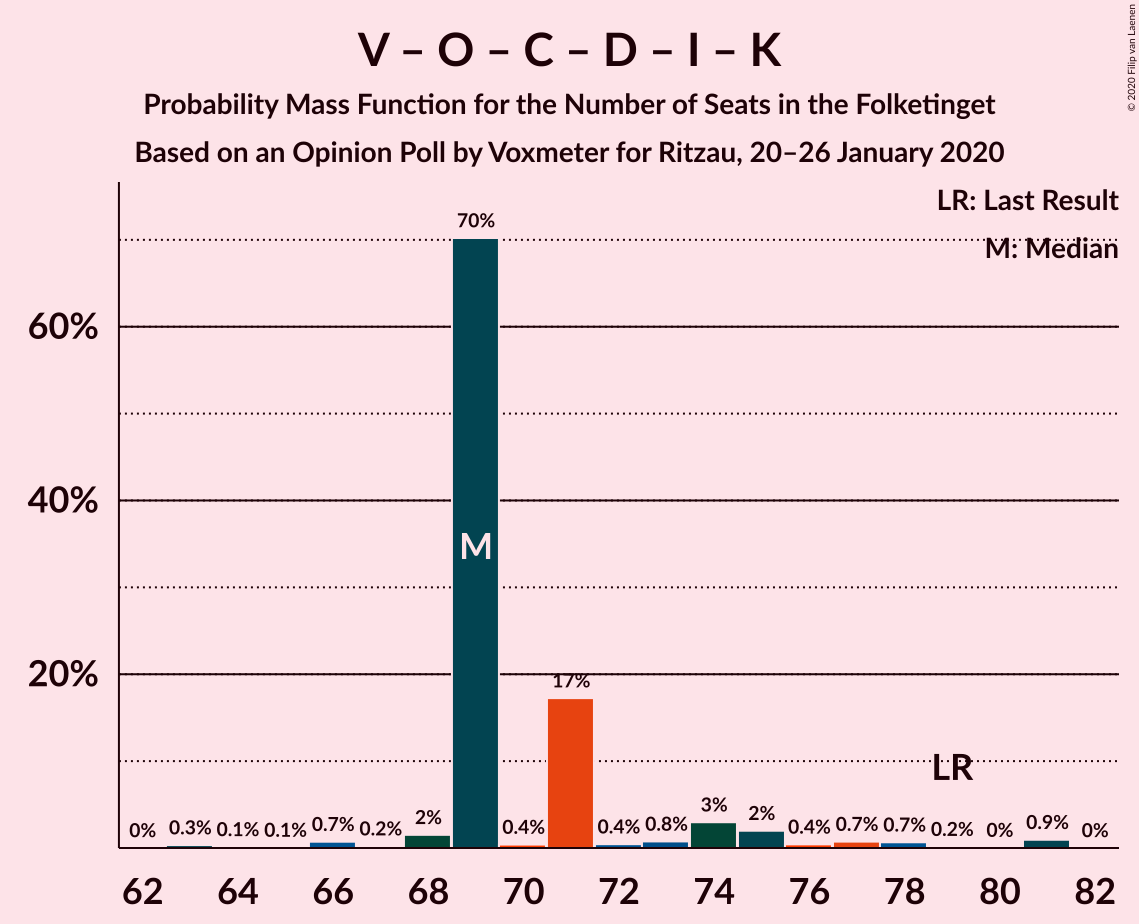 V – O – C – D – I – K
Probability Mass Function for the Number of Seats in the Folketinget
Based on an Opinion Poll by Voxmeter for Ritzau, 20–26 January 2020
© 2020 Filip van Laenen
LR: Last Result
M: Median
60%
40%
20%
0% 0.3% 0.1% 0.1% 0.7% 0.2% 2% 70% 0.4% 17% 0.4% 0.8% 3% 2% 0.4% 0.7% 0.7% 0.2% 0% 0.9% 0%
M
LR
62 64 66 68 70 72 74 76 78 80 82